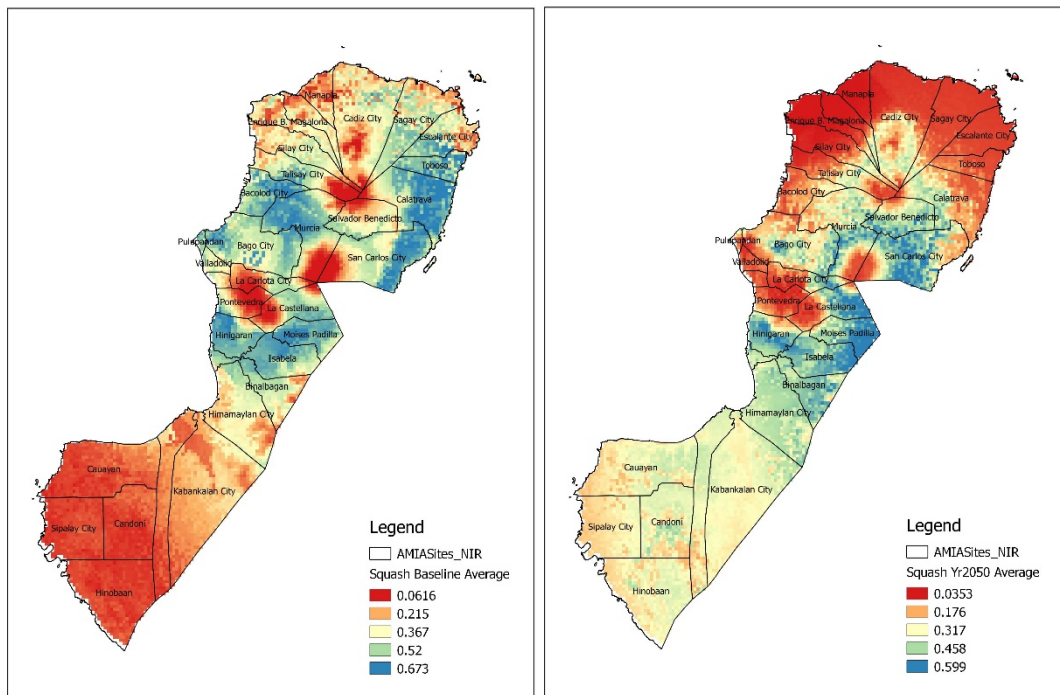 Manapla
Enrique B. Magalona
Cadiz City
Sagay City
Escalante City
Silay City
Toboso
Talisay City
Bacolod City
Calatrava
Salvador Benedicto
Murcia
Pulupandan
Bago City
San Carlos City
Valladolid
La Carlota City
Pontevedra
La Castellana
Hinigaran
Moises Padilla
Isabela
Binalbagan
Himamaylan City
Cauayan
Kabankalan City
Sipalay City
Candoni
Hinobaan
Legend
AMIASites_NIR
Squash Baseline Average
0.0616
0.215
0.367
0.52
0.673
Manapla
Enrique B. Magalona
Cadiz City
Sagay City
Escalante City
Silay City
Toboso
Talisay City
Bacolod City
Calatrava
Salvador Benedicto
Murcia
Pulupandan
Bago City
San Carlos City
Valladolid
La Carlota City
Pontevedra
La Castellana
Hinigaran
Moises Padilla
Isabela
Binalbagan
Himamaylan City
Cauayan
Kabankalan City
Sipalay City
Candoni
Hinobaan
Legend
AMIASites_NIR
Squash Yr2050 Average
0.0353
0.176
0.317
0.458
0.599